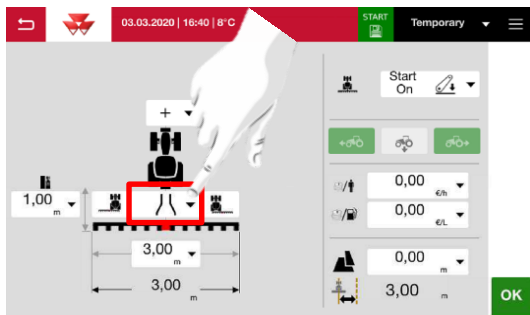 03.03.2020 | 16:40 | 8°C
START
Temporary
Start
On
+
1,00
m
3,00
m
3,00
m
0,00
€/h
0,00
€/L
0,00
m
3,00
m
OK